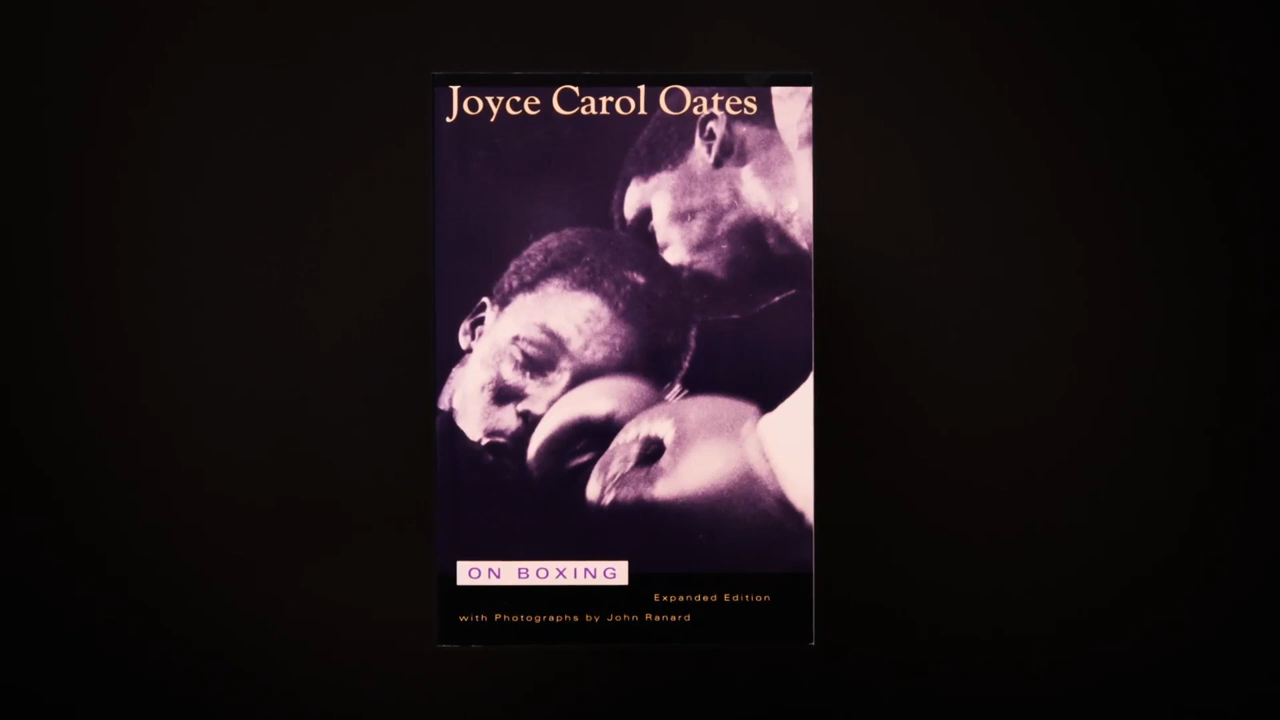 Joyce Carol Oates
ON BOXING
Expanded Edition
with Photographs by John Ranard